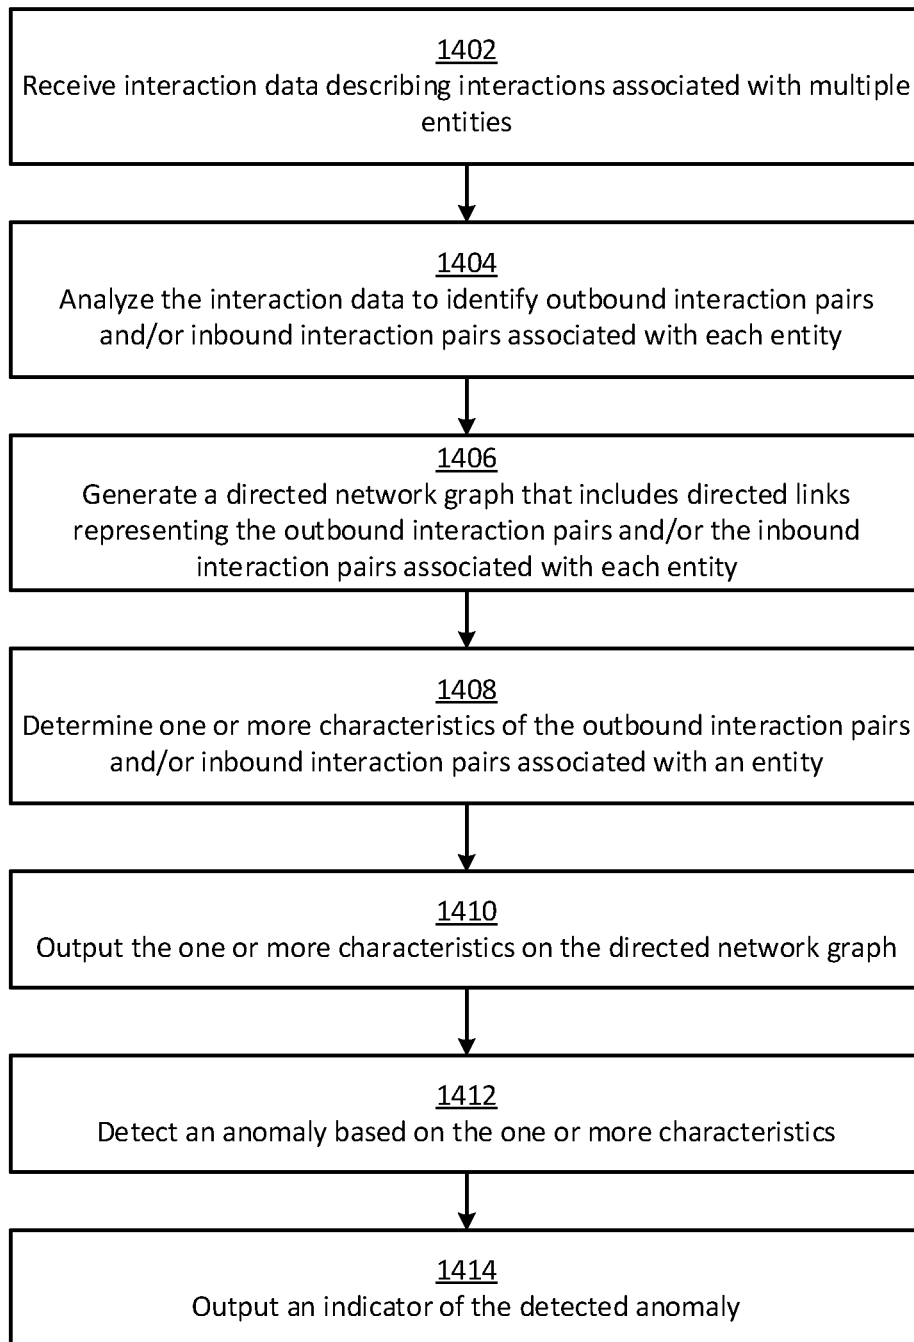 1402
Receive interaction data describing interactions associated with multiple
entities
1404
Analyze the interaction data to identify outbound interaction pairs
and/or inbound interaction pairs associated with each entity
1406
Generate a directed network graph that includes directed links
representing the outbound interaction pairs and/or the inbound
interaction pairs associated with each entity
1408
Determine one or more characteristics of the outbound interaction pairs
and/or inbound interaction pairs associated with an entity
1410
Output the one or more characteristics on the directed network graph
1412
Detect an anomaly based on the one or more characteristics
1414
Output an indicator of the detected anomaly